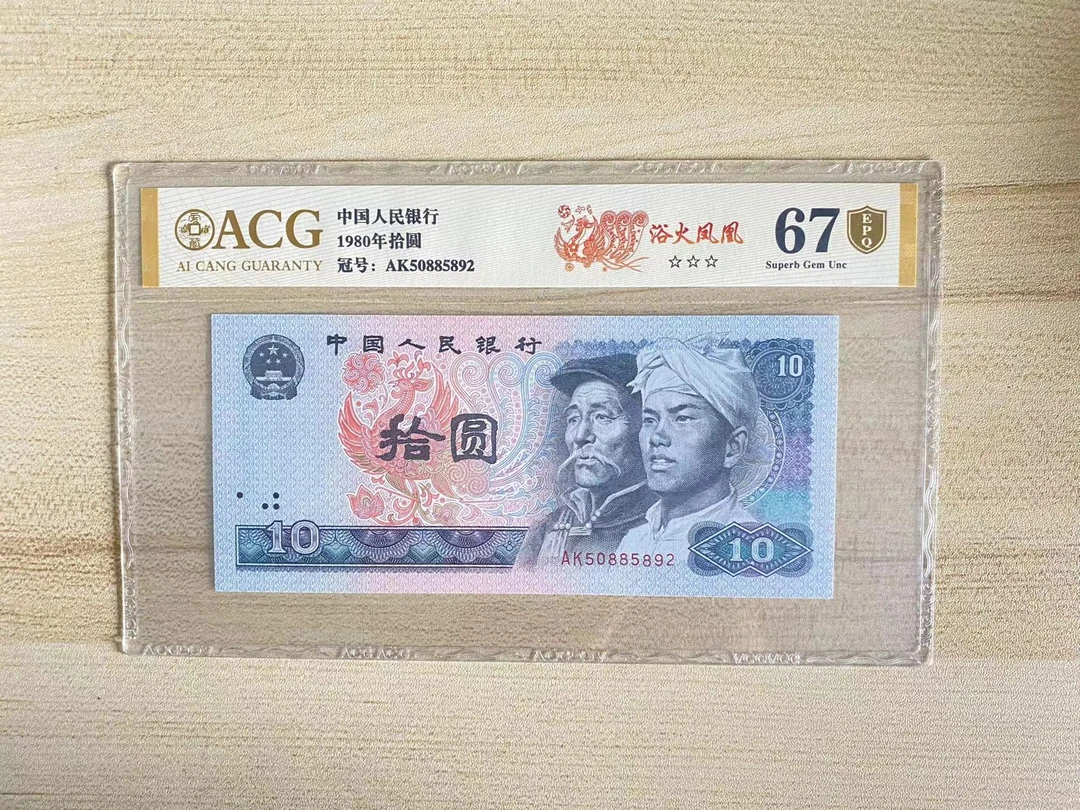 ACG
AI CANG GUARANTY
中国人民银行
1980年拾圆
冠号：AK50885892
浴火凤凰
☆☆☆
67
EPQ
Superb Gem Unc
中国人民银行
10
拾圆
10
AK50885892
10